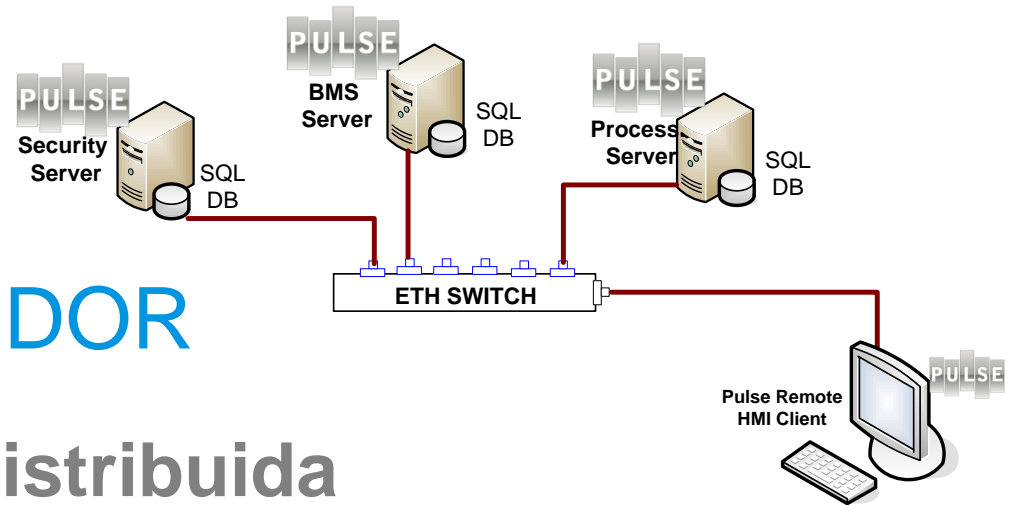 PULSE
BMS
Server
SQL
DB
PULSE
Security
Server
SQL
DB
PULSE
Process
Server
SQL
DB
ETH SWITCH
DOR
PULSE
Pulse Remote
HMI Client
istribuida